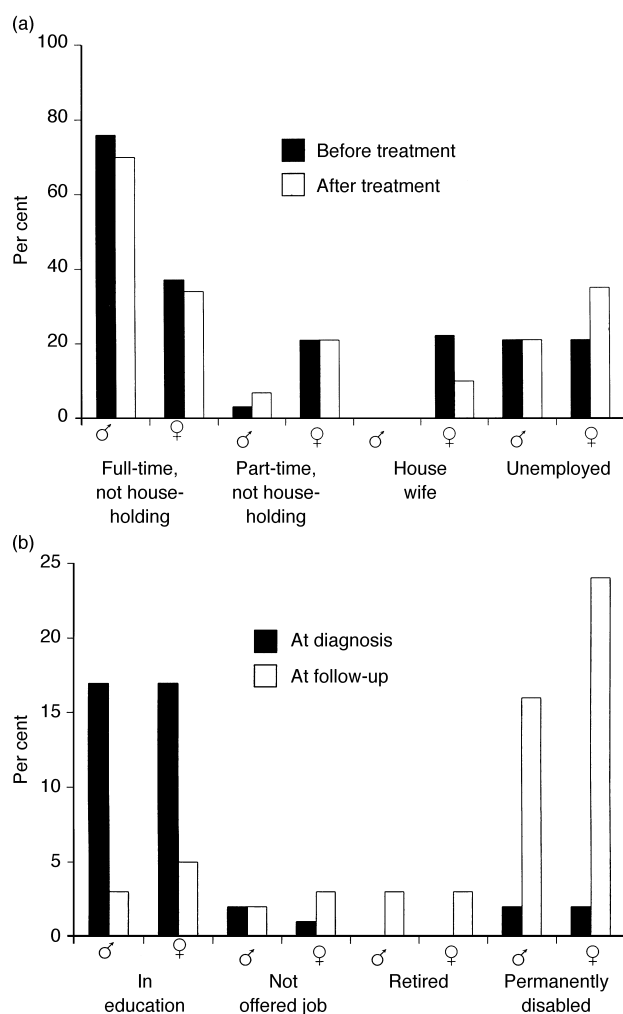 (a)
100
80
60
40
20
0
Per cent
Before treatment
After treatment
♂ ♀ ♂ ♀ ♂ ♀ ♂ ♀
Full-time,
not house-
holding
Part-time,
not house-
holding
House
wife
Unemployed
(b)
25
20
15
10
5
0
Per cent
At diagnosis
At follow-up
♂ ♀ ♂ ♀ ♂ ♀ ♂ ♀
In
education
Not
offered job
Retired
Permanently
disabled